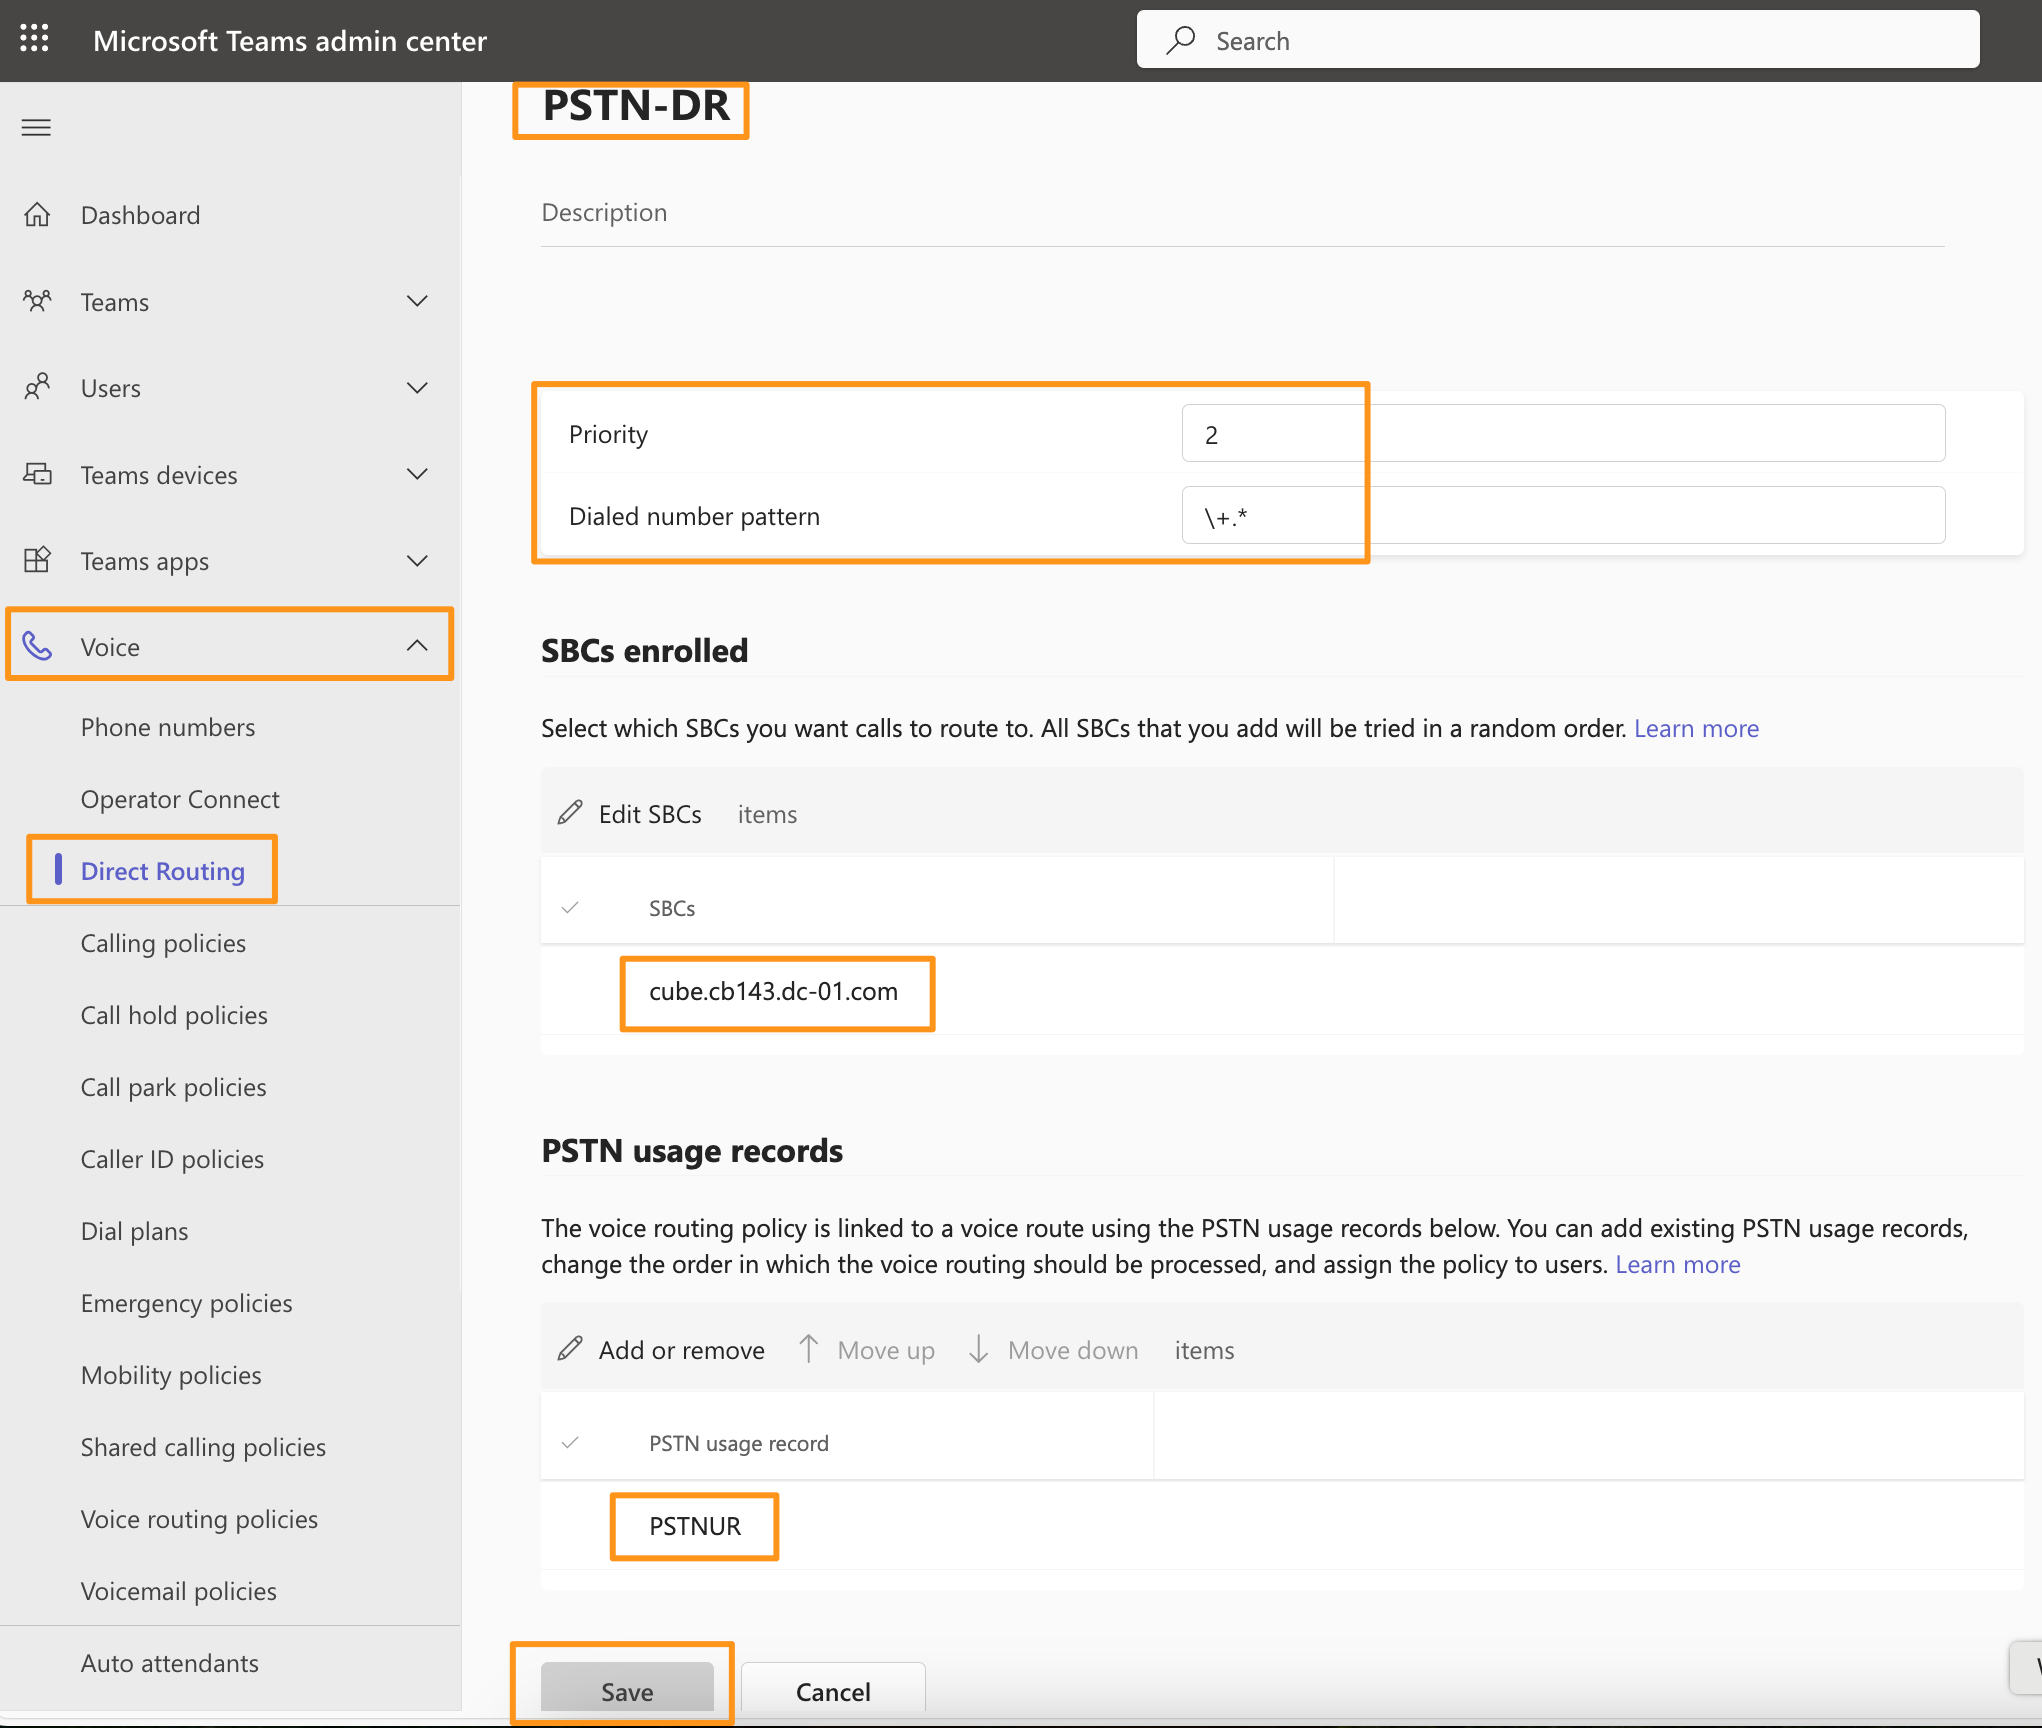 Microsoft Teams admin center
Search
Dashboard
Teams
Users
Teams devices
Teams apps
Voice
Phone numbers
Operator Connect
Direct Routing
Calling policies
Call hold policies
Call park policies
Caller ID policies
Dial plans
Emergency policies
Mobility policies
Shared calling policies
Voice routing policies
Voicemail policies
Auto attendants
PSTN-DR
Description
Priority
2
Dialed number pattern
\+.*
SBCs enrolled
Select which SBCs you want calls to route to. All SBCs that you add will be tried in a random order. Learn more
Edit SBCs items
SBCs
cube.cb143.dc-01.com
PSTN usage records
The voice routing policy is linked to a voice route using the PSTN usage records below. You can add existing PSTN usage records,
change the order in which the voice routing should be processed, and assign the policy to users. Learn more
Add or remove Move up Move down items
PSTN usage record
PSTNUR
Save Cancel